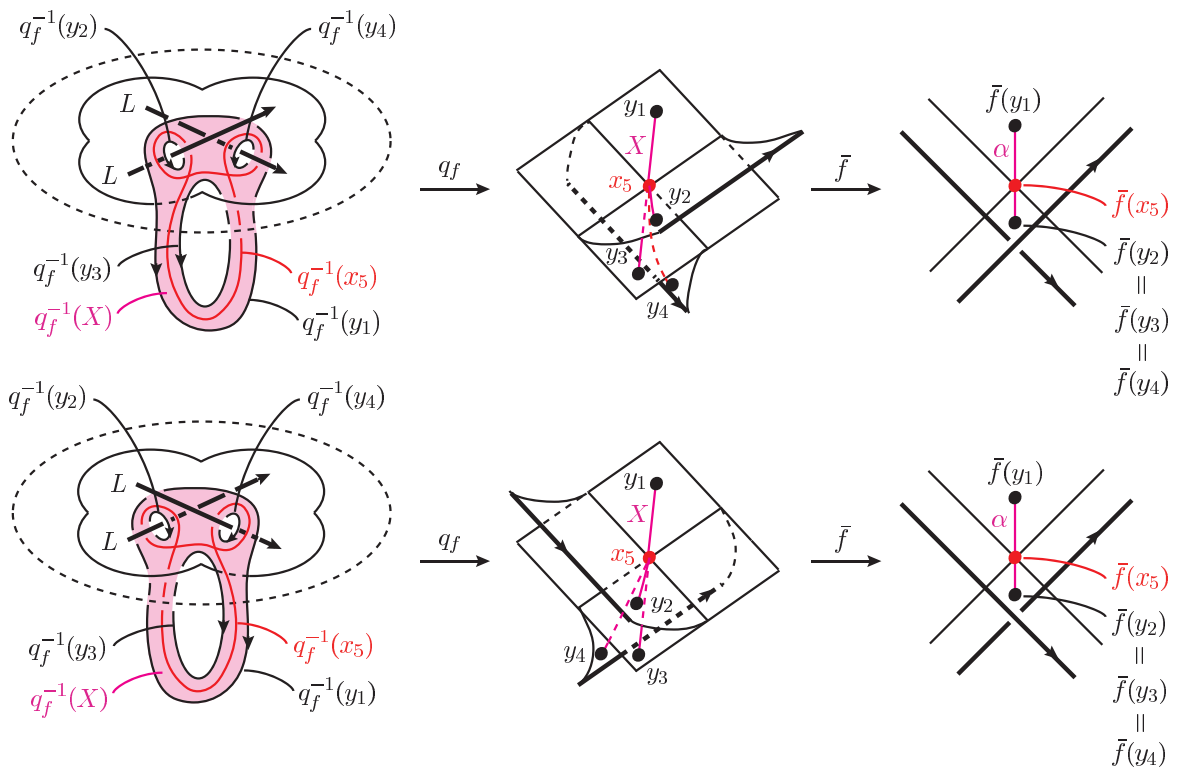 q_f^{-1}(y_2)
q_f^{-1}(y_4)
L
L
q_f^{-1}(y_3)
q_f^{-1}(x_5)
q_f^{-1}(X)
q_f^{-1}(y_1)
q_f
y_1
X
x_5
y_2
y_3
y_4
f̄
f̄(y_1)
α
f̄(x_5)
f̄(y_2)
=
f̄(y_3)
=
f̄(y_4)
q_f^{-1}(y_2)
q_f^{-1}(y_4)
L
L
q_f^{-1}(y_3)
q_f^{-1}(x_5)
q_f^{-1}(X)
q_f^{-1}(y_1)
q_f
y_1
X
x_5
y_2
y_4
y_3
f̄
f̄(y_1)
α
f̄(x_5)
f̄(y_2)
=
f̄(y_3)
=
f̄(y_4)